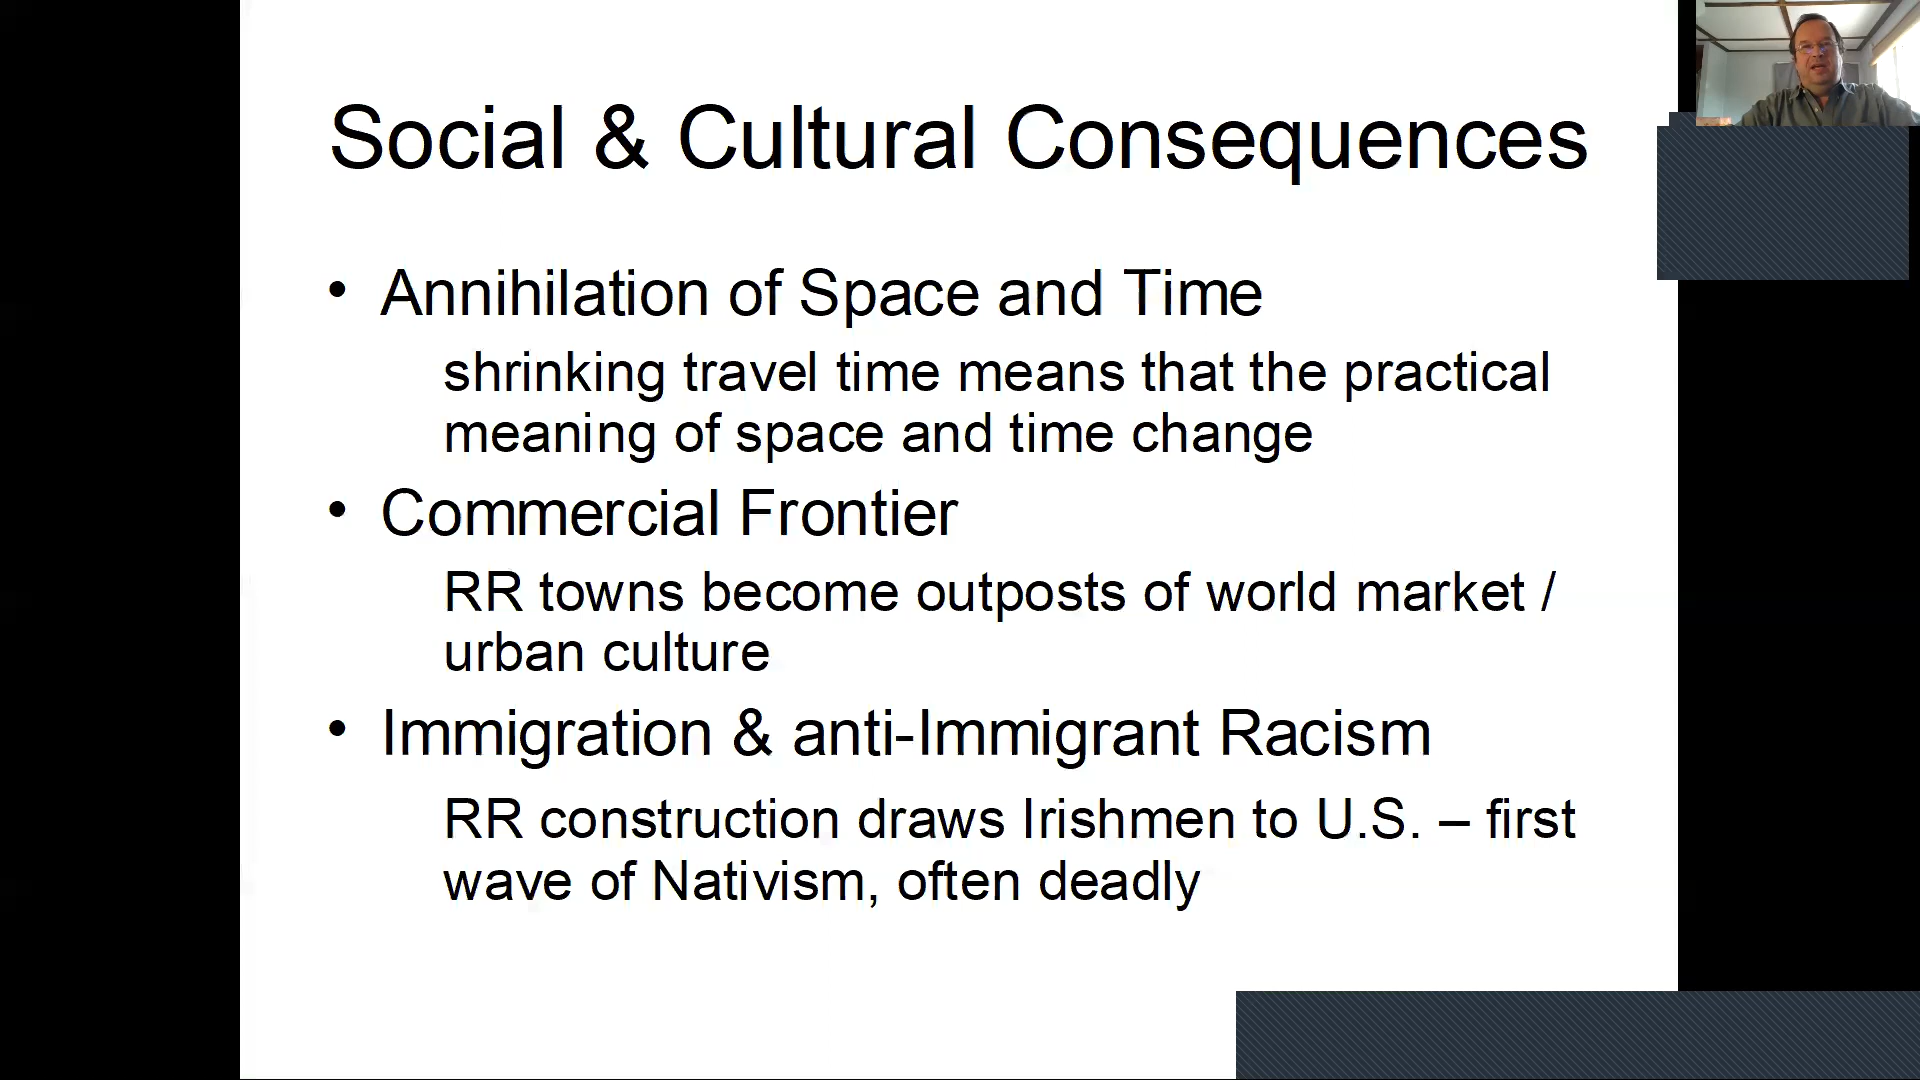 Social & Cultural Consequences
• Annihilation of Space and Time
shrinking travel time means that the practical
meaning of space and time change
• Commercial Frontier
RR towns become outposts of world market /
urban culture
• Immigration & anti-Immigrant Racism
RR construction draws Irishmen to U.S. – first
wave of Nativism, often deadly